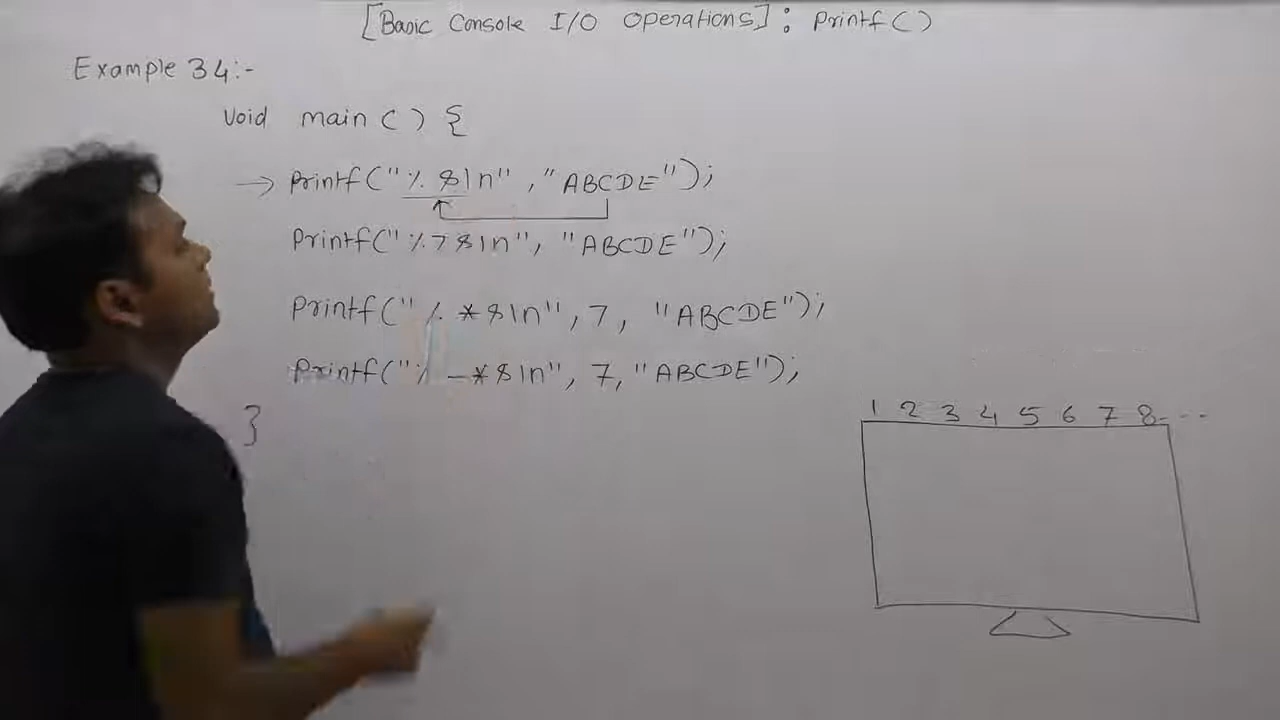 [Basic Console I/O Operations] : Printf()
Example 34:-
Void main() {
→ Printf("%s\n", "ABCDE");
Printf("%7s\n", "ABCDE");
Printf("%*s\n", 7, "ABCDE");
Printf("%-*s\n", 7, "ABCDE");
}
1 2 3 4 5 6 7 8- - -